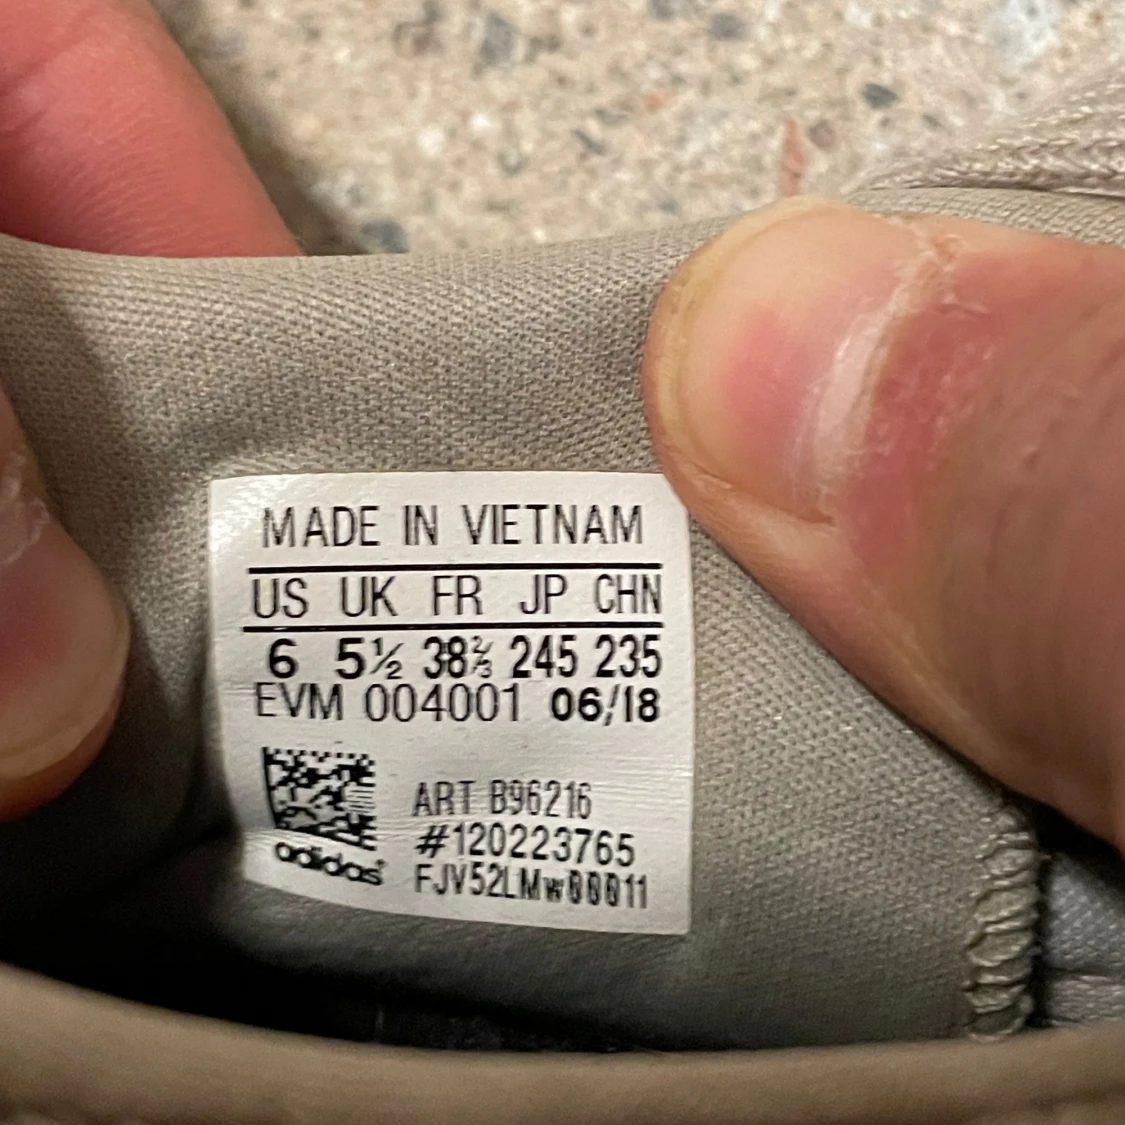 MADE IN VIETNAM
US UK FR JP CHN
6 5½ 38⅔ 245 235
EVM 004001 06/18
ART B96216
#120223765
adidas FJV52LMw00011